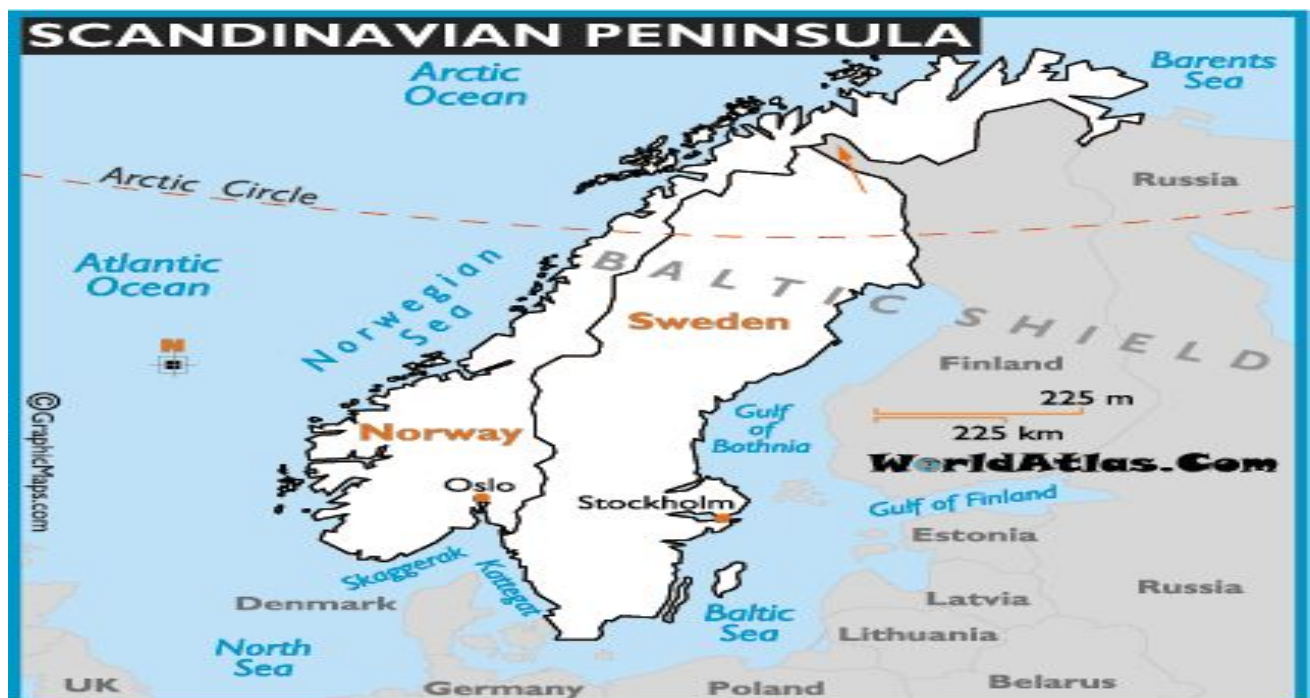 SCANDINAVIAN PENINSULA
Arctic
Ocean
Barents
Sea
Arctic Circle
Russia
Atlantic
Ocean
Norwegian
Sea
BALTIC SHIELD
Sweden
N
Finland
225 m
225 km
WorldAtlas.Com
Gulf
of
Bothnia
Norway
©GraphicMaps.com
Oslo
Stockholm
Gulf of Finland
Estonia
Skaggerak
Kattegat
Denmark
Baltic
Sea
Latvia
Russia
Lithuania
North
Sea
UK
Germany
Poland
Belarus